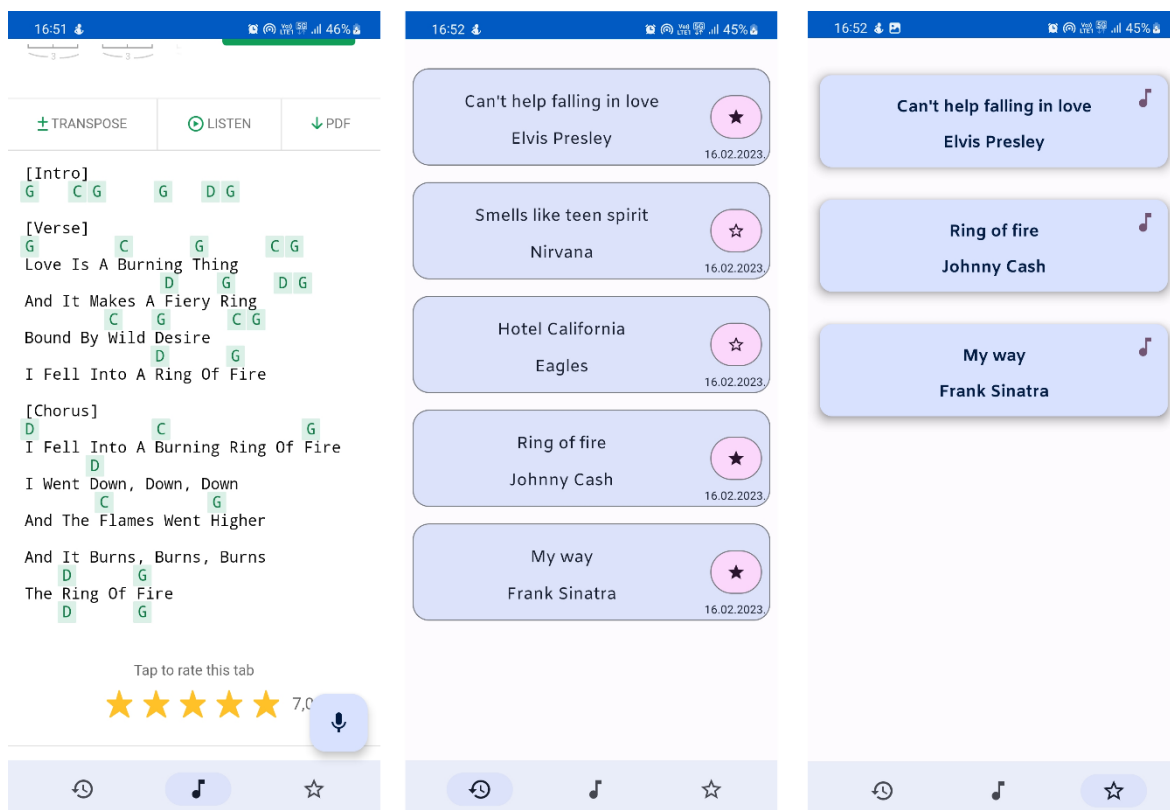 16:51
46%
3
3
TRANSPOSE
LISTEN
PDF
[Intro]
G C G G D G
[Verse]
G C G C G
Love Is A Burning Thing
D G D G
And It Makes A Fiery Ring
C G C G
Bound By Wild Desire
D G
I Fell Into A Ring Of Fire
[Chorus]
D C G
I Fell Into A Burning Ring Of Fire
D
I Went Down, Down, Down
C G
And The Flames Went Higher
And It Burns, Burns, Burns
D G
The Ring Of Fire
D G
Tap to rate this tab
7,0
16:52
45%
Can't help falling in love
Elvis Presley
16.02.2023.
Smells like teen spirit
Nirvana
16.02.2023.
Hotel California
Eagles
16.02.2023.
Ring of fire
Johnny Cash
16.02.2023.
My way
Frank Sinatra
16.02.2023.
16:52
45%
Can't help falling in love
Elvis Presley
Ring of fire
Johnny Cash
My way
Frank Sinatra